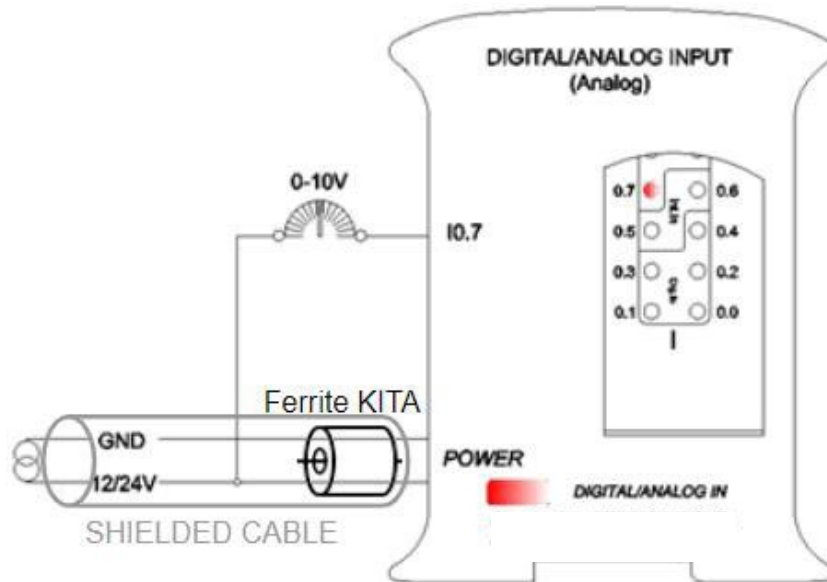 DIGITAL/ANALOG INPUT
(Analog)
0-10V
I0.7
0.7
0.6
0.5
0.4
0.3
0.2
0.1
0.0
I
Ferrite KITA
GND
12/24V
POWER
DIGITAL/ANALOG IN
SHIELDED CABLE